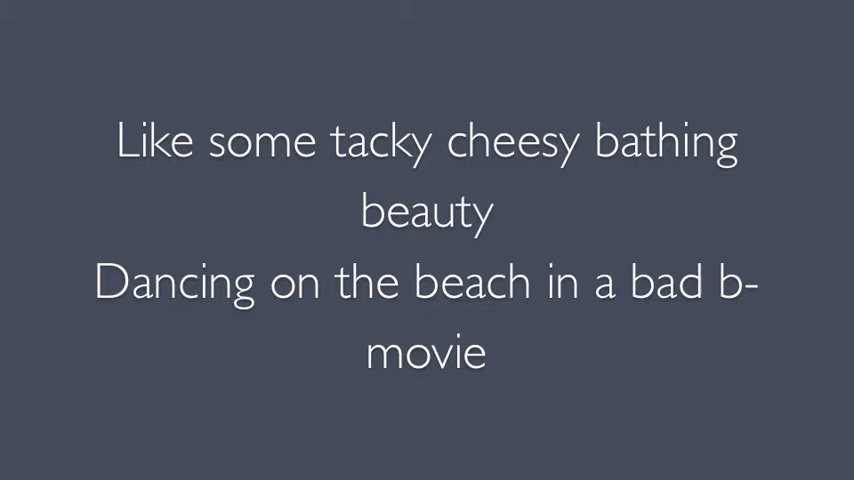 Like some tacky cheesy bathing
beauty
Dancing on the beach in a bad b-
movie